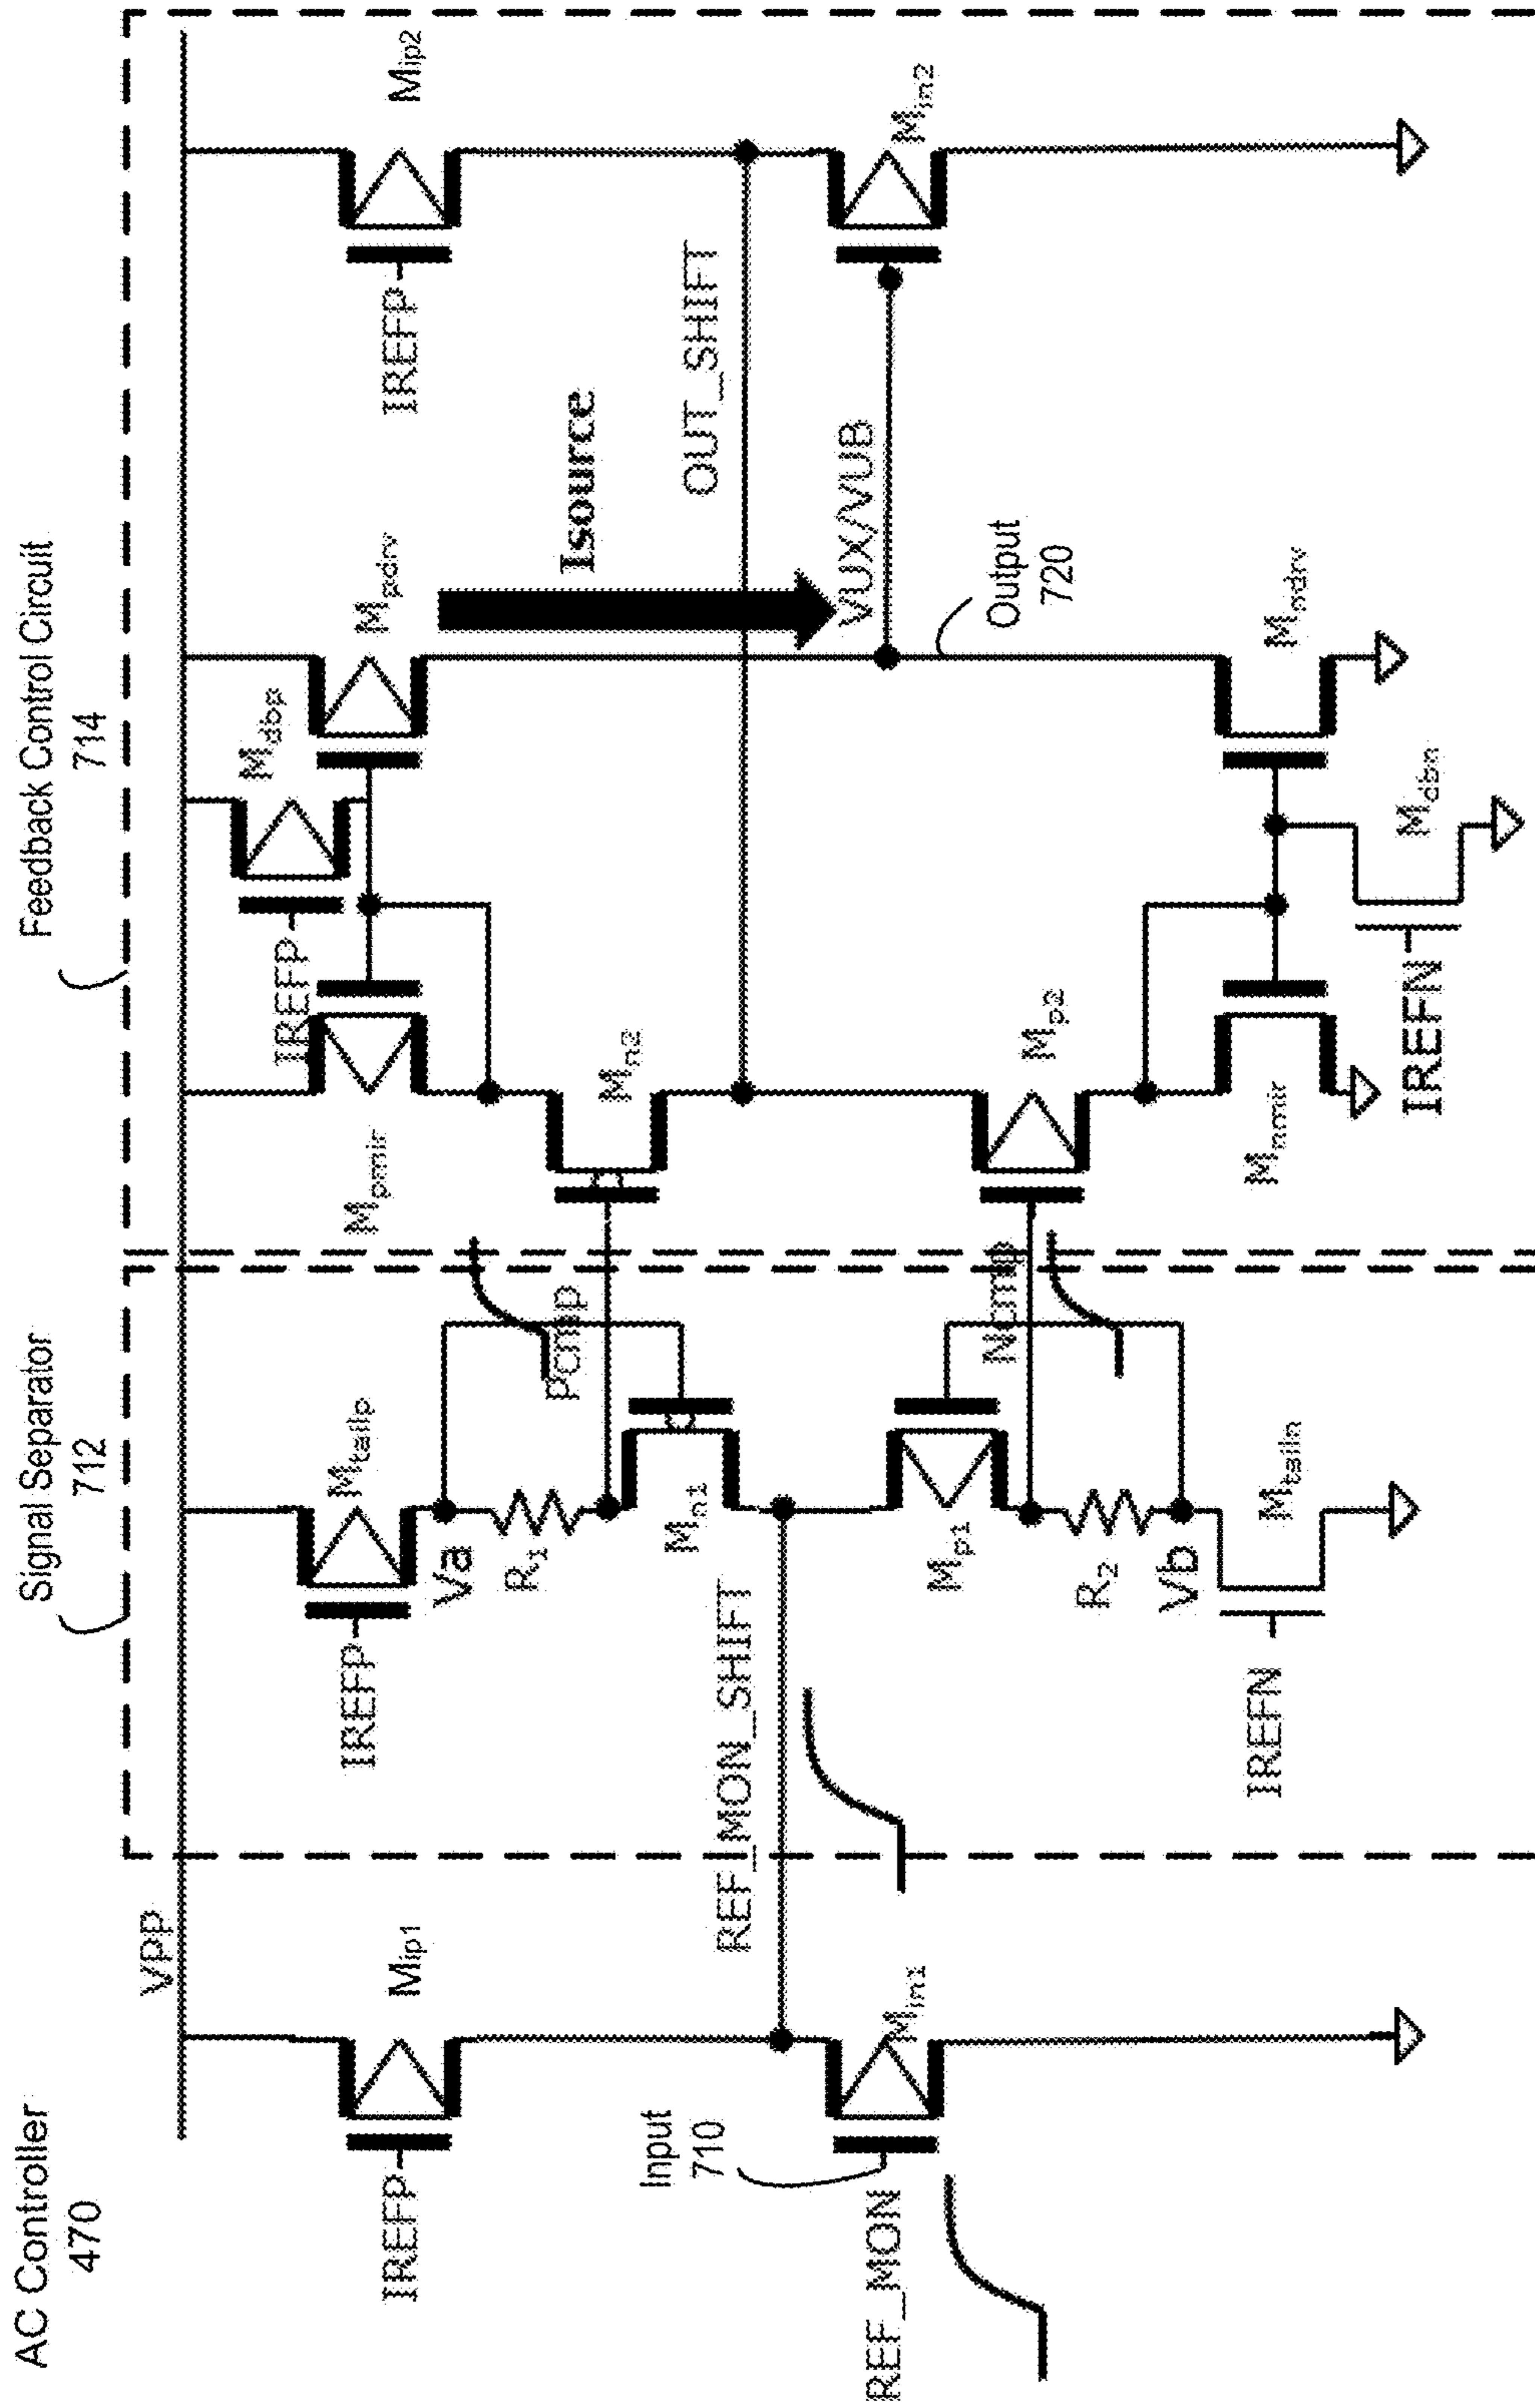 AC Controller
470
Signal Separator
712
Feedback Control Circuit
714
VPP
IREFP
Mip1
IREFP
Mtailp
Va
R1
Pcmp
Mn1
IREFP
Mpmir
Mdbp
Mpdrv
Isource
Mn2
IREFP
Mip2
OUT_SHIFT
REF_MON_SHIFT
Input
710
REF_MON
Min1
Mp1
Ncmp
R2
Vb
IREFN
Mtailn
Mp2
VUX/VUB
Output
720
Min2
Mnmir
Mndrv
Mdbn
IREFN